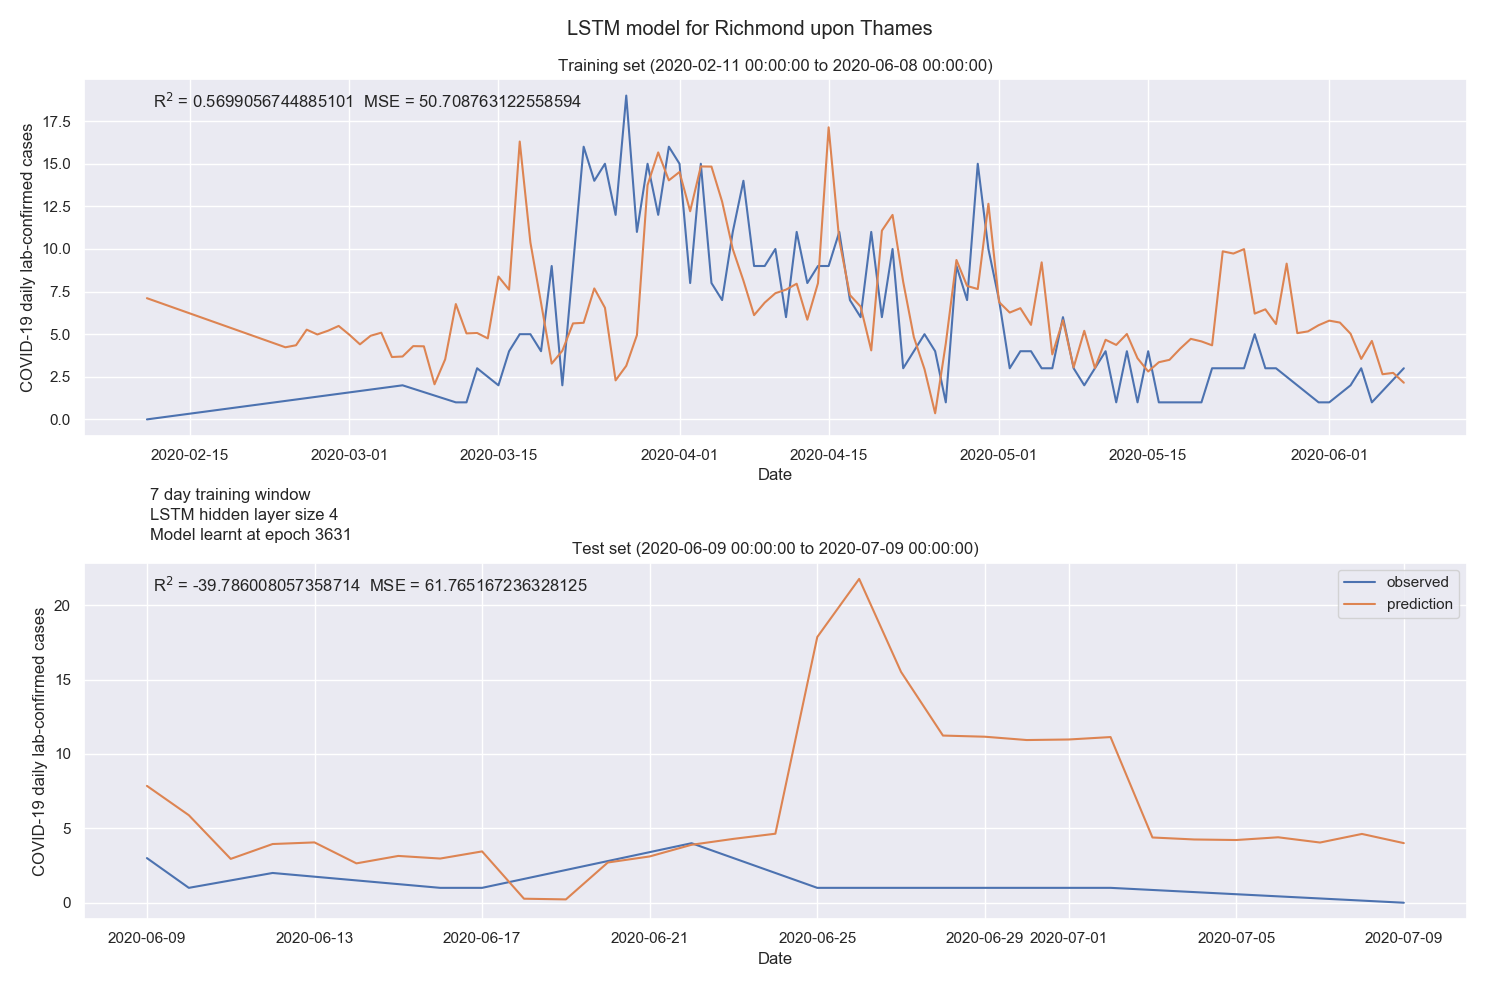 LSTM model for Richmond upon Thames
Training set (2020-02-11 00:00:00 to 2020-06-08 00:00:00)
R² = 0.5699056744885101  MSE = 50.708763122558594
COVID-19 daily lab-confirmed cases
17.5
15.0
12.5
10.0
7.5
5.0
2.5
0.0
2020-02-15
2020-03-01
2020-03-15
2020-04-01
2020-04-15
2020-05-01
2020-05-15
2020-06-01
Date
7 day training window
LSTM hidden layer size 4
Model learnt at epoch 3631
Test set (2020-06-09 00:00:00 to 2020-07-09 00:00:00)
R² = -39.786008057358714  MSE = 61.765167236328125
observed
prediction
COVID-19 daily lab-confirmed cases
20
15
10
5
0
2020-06-09
2020-06-13
2020-06-17
2020-06-21
2020-06-25
2020-06-29
2020-07-01
2020-07-05
2020-07-09
Date